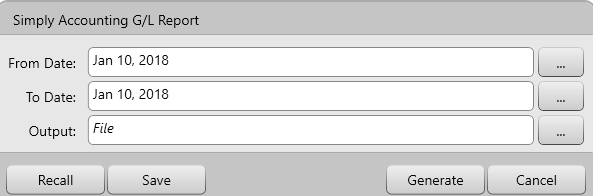 Simply Accounting G/L Report
From Date: Jan 10, 2018 ...
To Date: Jan 10, 2018 ...
Output: File ...
Recall Save Generate Cancel